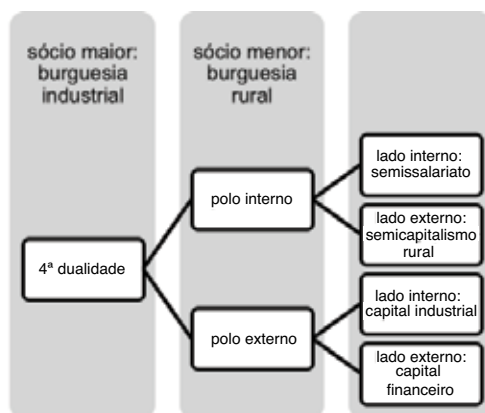 sócio maior:
burguesia
industrial
sócio menor:
burguesia
rural
4ª dualidade
polo interno
polo externo
lado interno:
semissalariato
lado externo:
semicapitalismo
rural
lado interno:
capital industrial
lado externo:
capital
financeiro